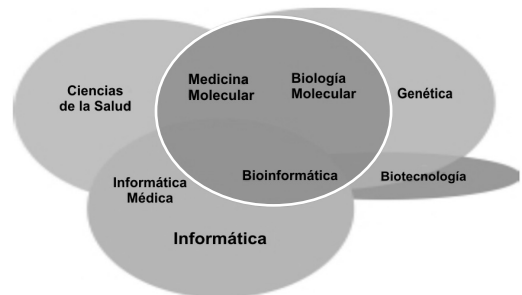 Ciencias
de la Salud
Medicina
Molecular
Biología
Molecular
Genética
Informática
Médica
Bioinformática
Biotecnología
Informática